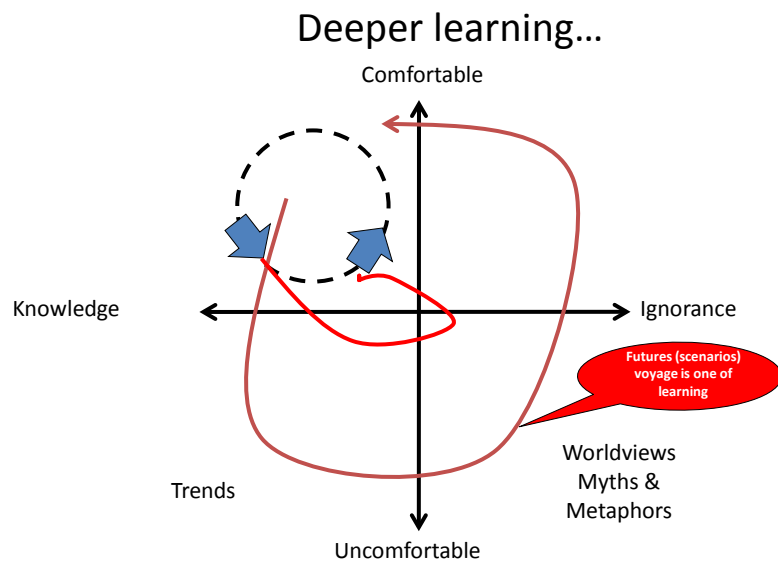 Deeper learning...
Comfortable
Knowledge
Ignorance
Futures (scenarios)
voyage is one of
learning
Worldviews
Myths &
Metaphors
Trends
Uncomfortable